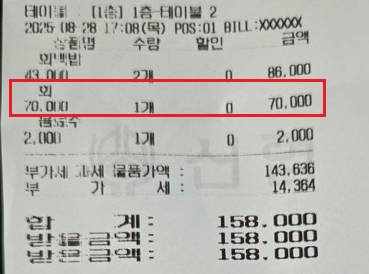 테이블 : [1층] 1층-테이블 2
2025-08-28 17:08(목) POS:01 BILL:XXXXXX
상품명 수량 할인 금액
회백밥
43,000 2개 0 86,000
회
70,000 1개 0 70,000
음료수
2,000 1개 0 2,000
부가세 과세 물품가액 : 143,636
부 가 세 : 14,364
합 계 : 158,000
받을금액 : 158,000
받은금액 : 158,000